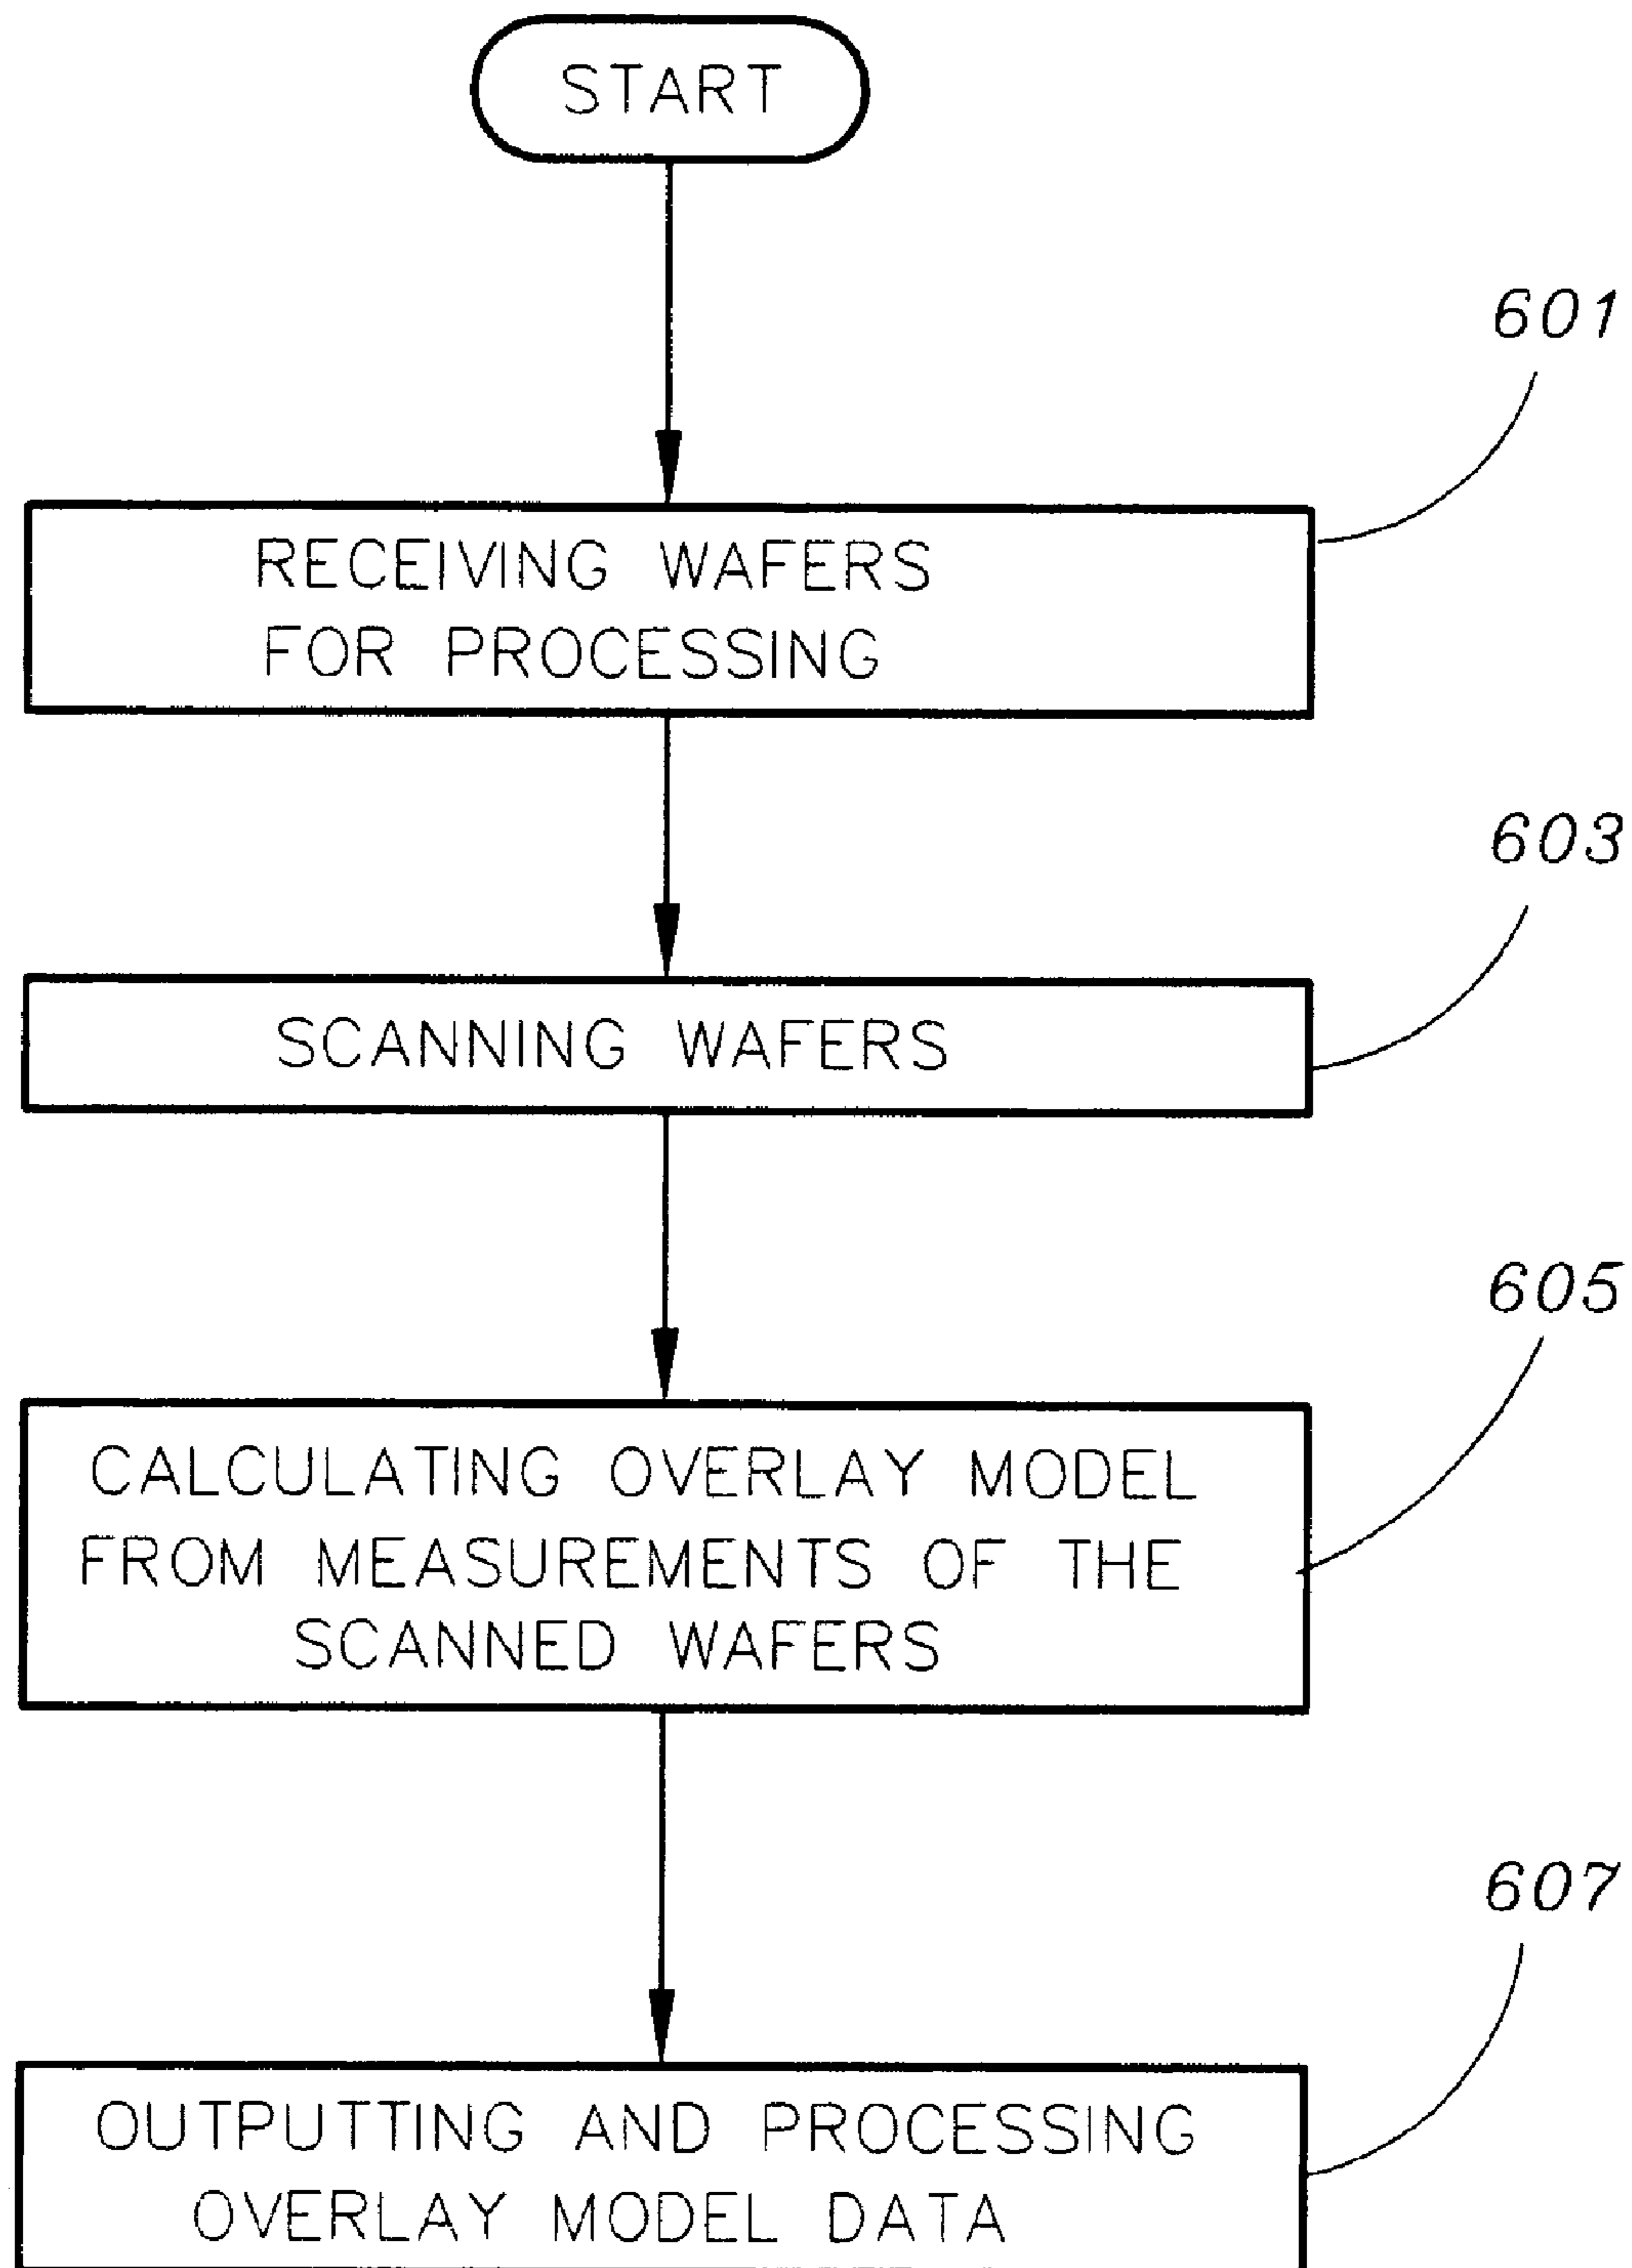 START
601
RECEIVING WAFERS
FOR PROCESSING
603
SCANNING WAFERS
605
CALCULATING OVERLAY MODEL
FROM MEASUREMENTS OF THE
SCANNED WAFERS
607
OUTPUTTING AND PROCESSING
OVERLAY MODEL DATA